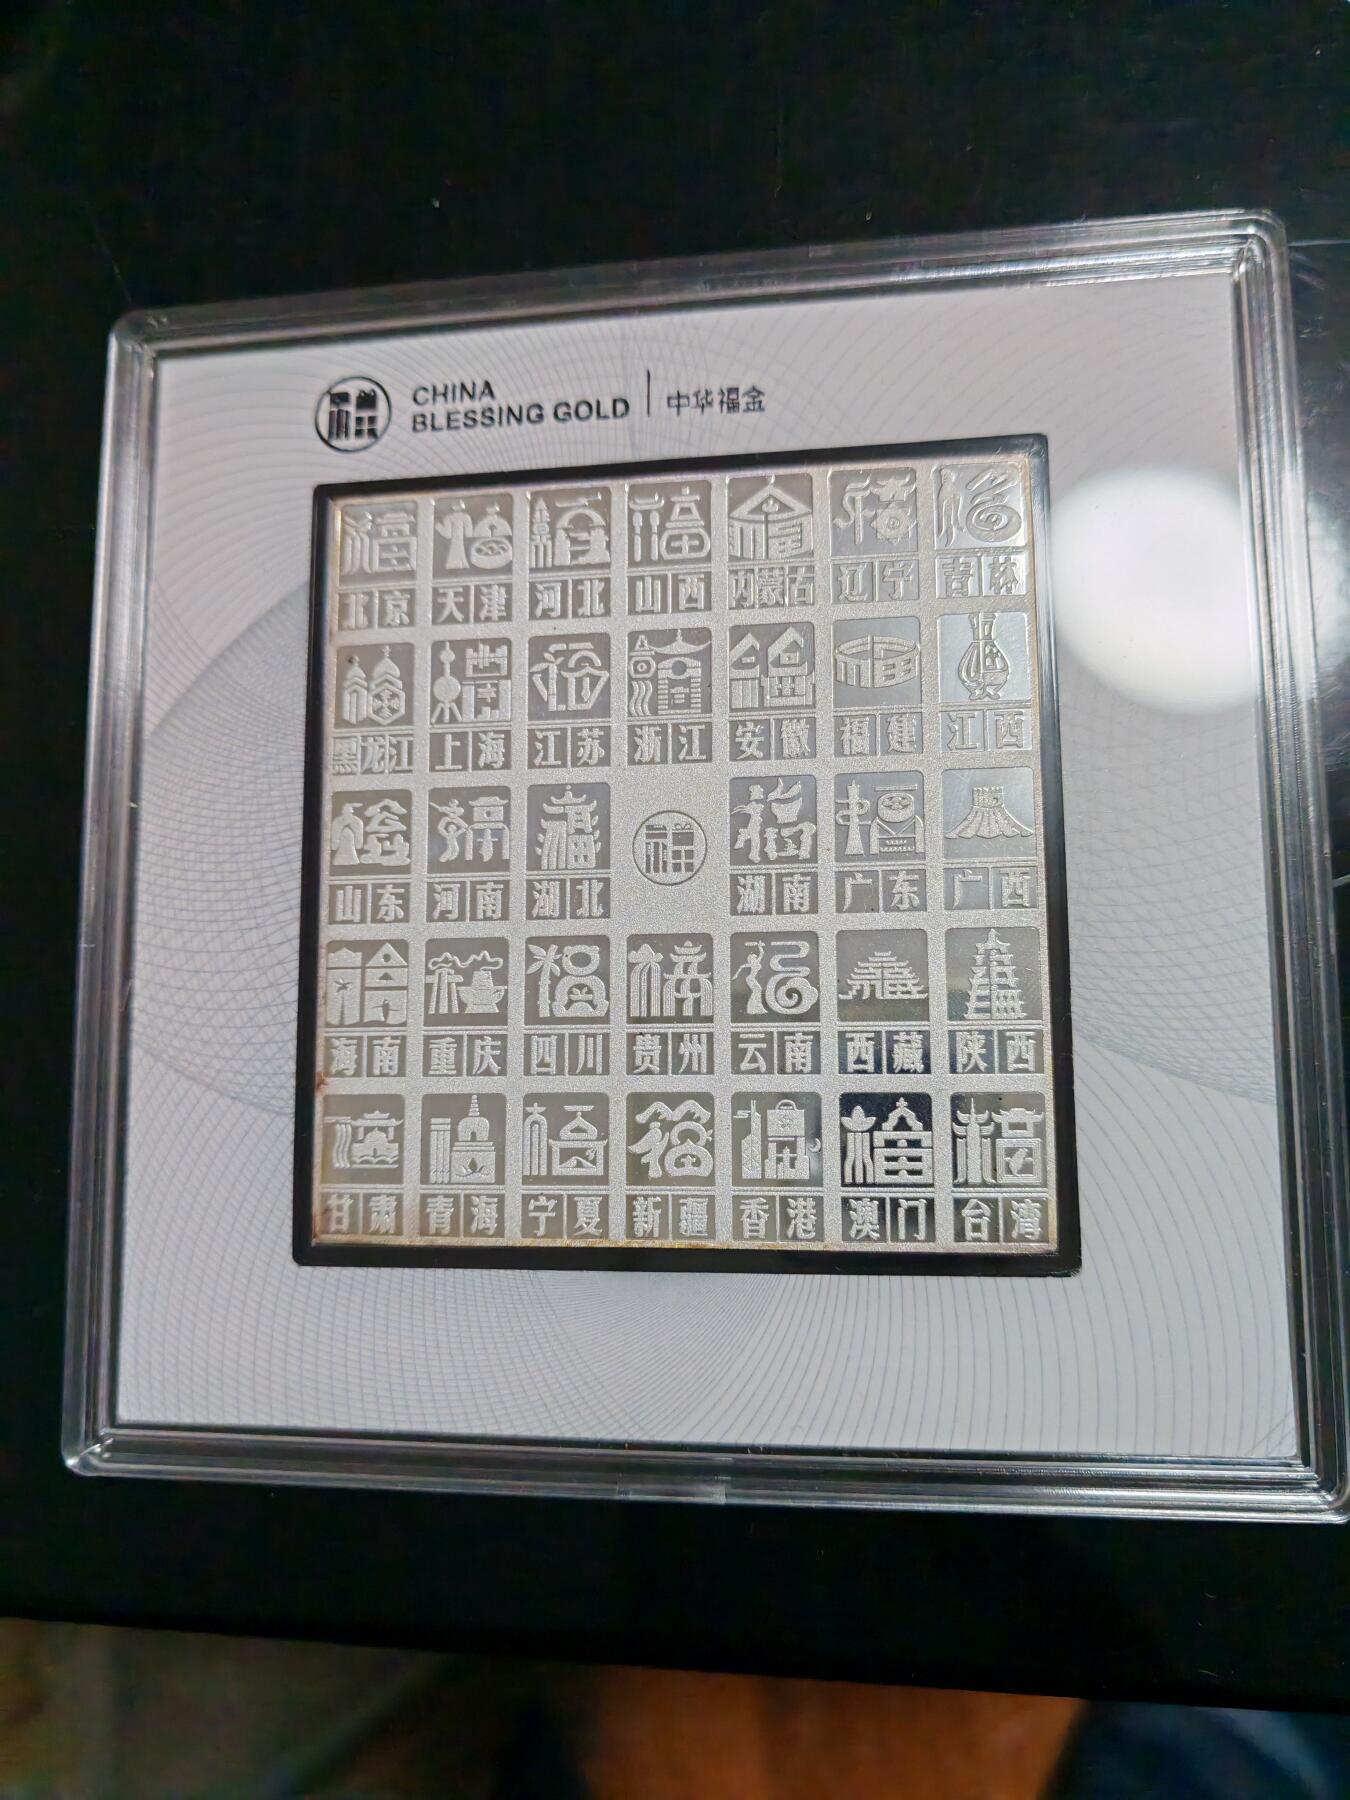 CHINA
BLESSING GOLD | 中华福金
北京 天津 河北 山西 内蒙古 辽宁 吉林
黑龙江 上海 江苏 浙江 安徽 福建 江西
山东 河南 湖北 福 湖南 广东 广西
海南 重庆 四川 贵州 云南 西藏 陕西
甘肃 青海 宁夏 新疆 香港 澳门 台湾